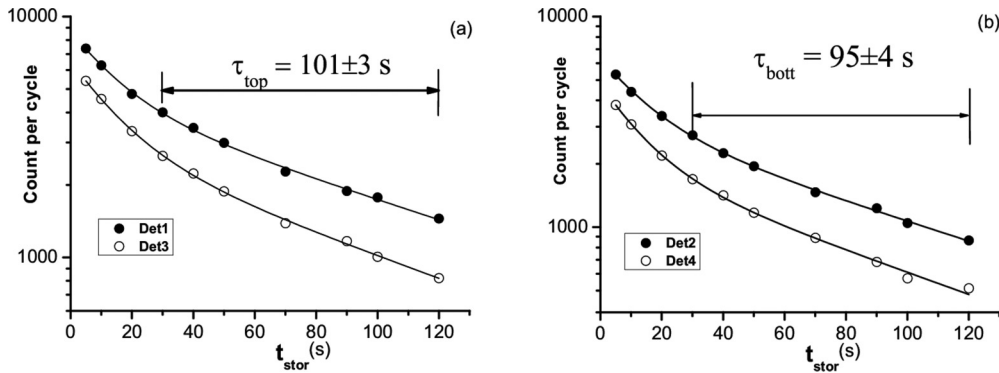 10000
(a)
τtop = 101±3 s
Count per cycle
Det1
Det3
1000
0 20 40 60 80 100 120
tstor (s)
10000
(b)
τbott = 95±4 s
Count per cycle
1000
Det2
Det4
0 20 40 60 80 100 120
tstor (s)